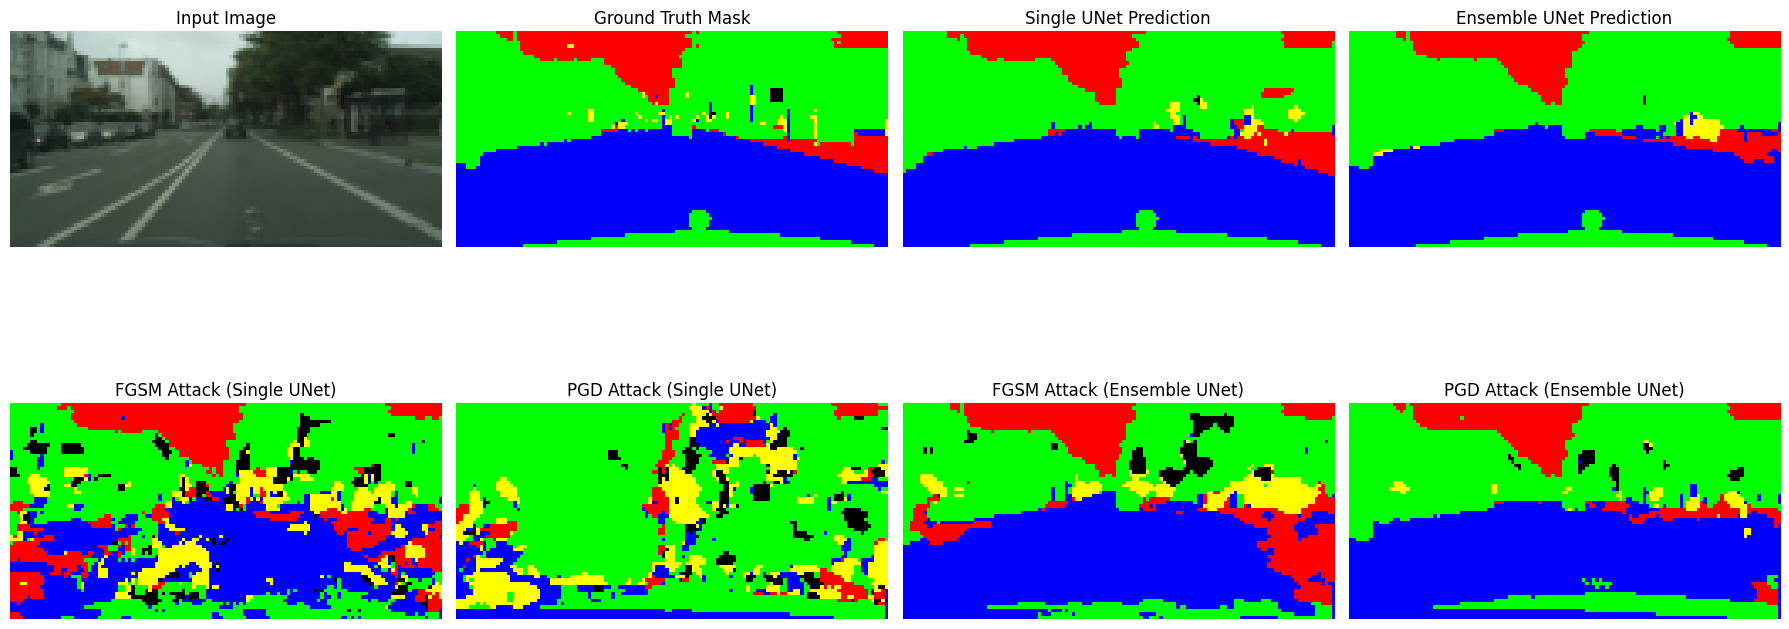 Input Image
Ground Truth Mask
Single UNet Prediction
Ensemble UNet Prediction
FGSM Attack (Single UNet)
PGD Attack (Single UNet)
FGSM Attack (Ensemble UNet)
PGD Attack (Ensemble UNet)